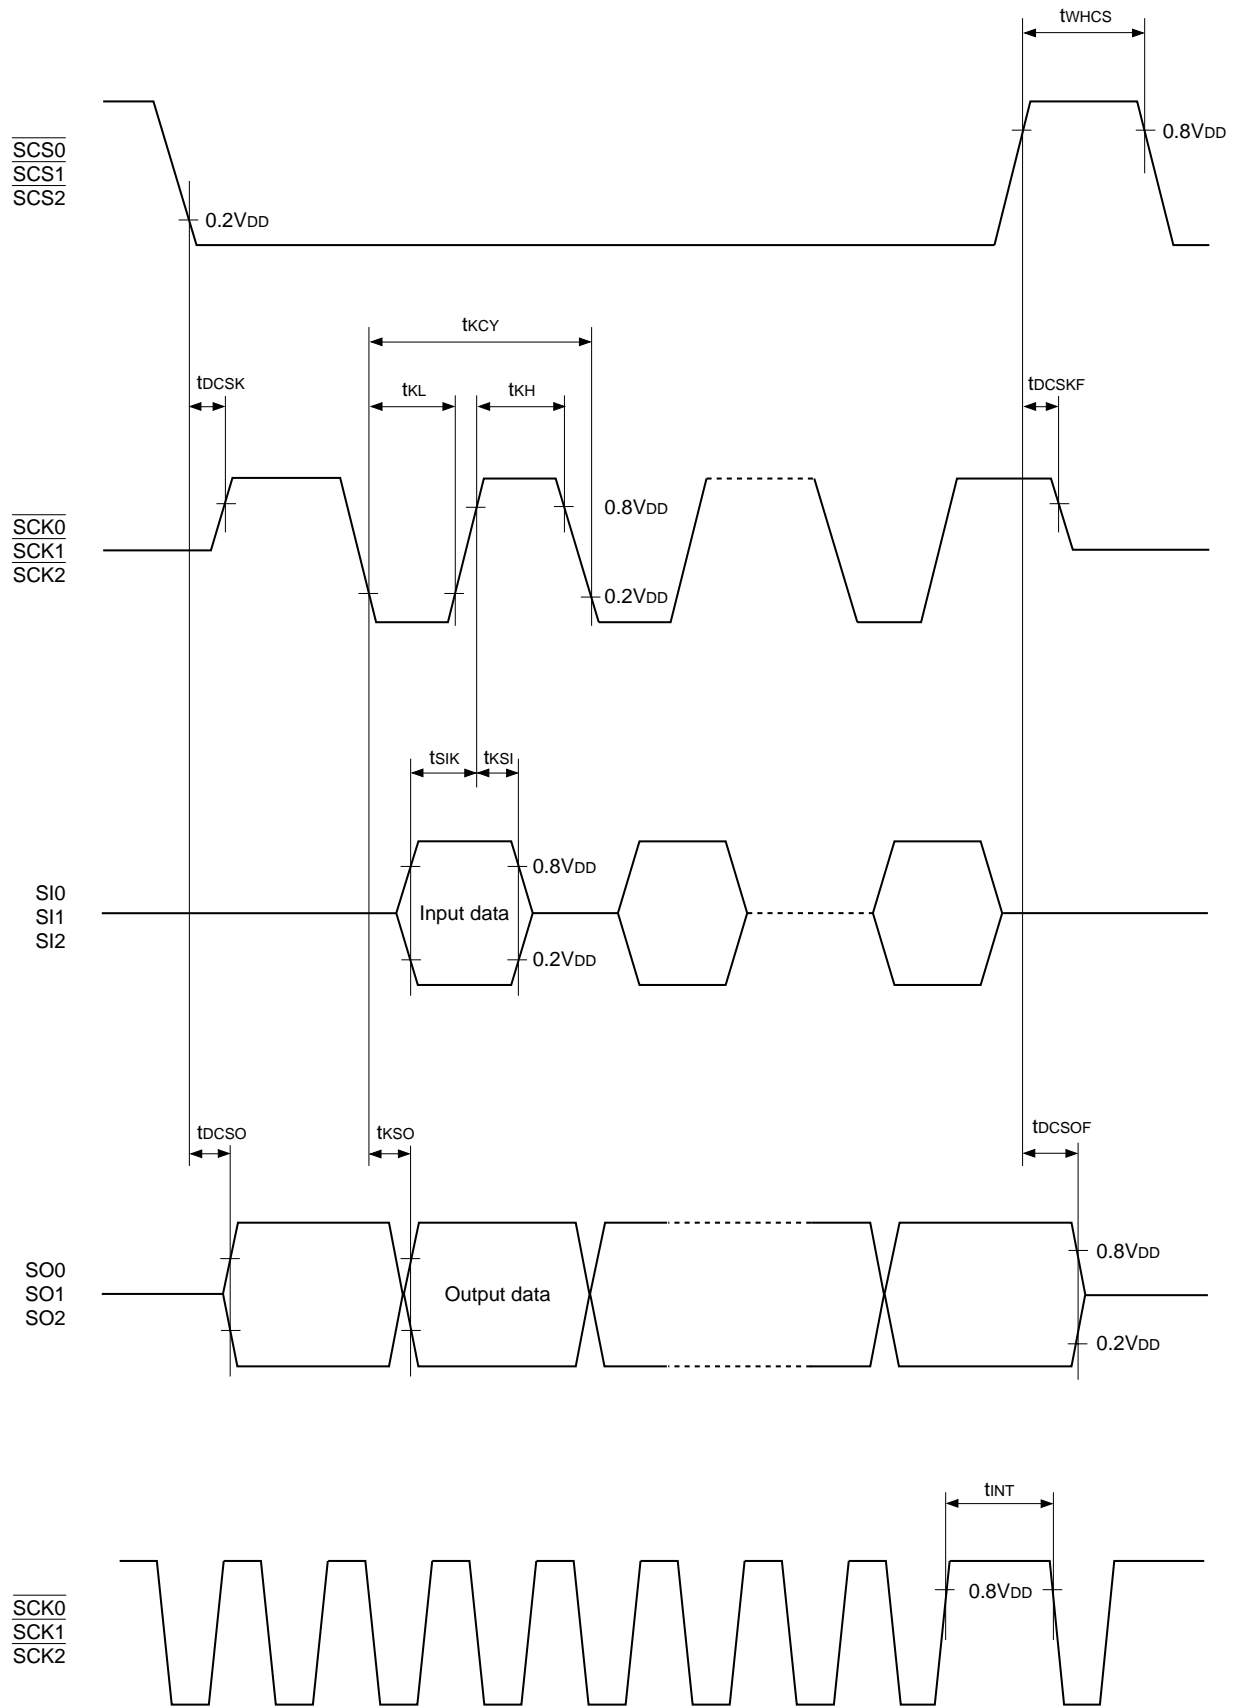 tWHCS
SCS0
SCS1
SCS2
0.8VDD
0.2VDD
tKCY
tDCSK
tKL
tKH
tDCSKF
SCK0
SCK1
SCK2
0.8VDD
0.2VDD
tSIK
tKSI
SI0
SI1
SI2
0.8VDD
Input data
0.2VDD
tDCSO
tKSO
tDCSOF
SO0
SO1
SO2
0.8VDD
Output data
0.2VDD
tINT
SCK0
SCK1
SCK2
0.8VDD